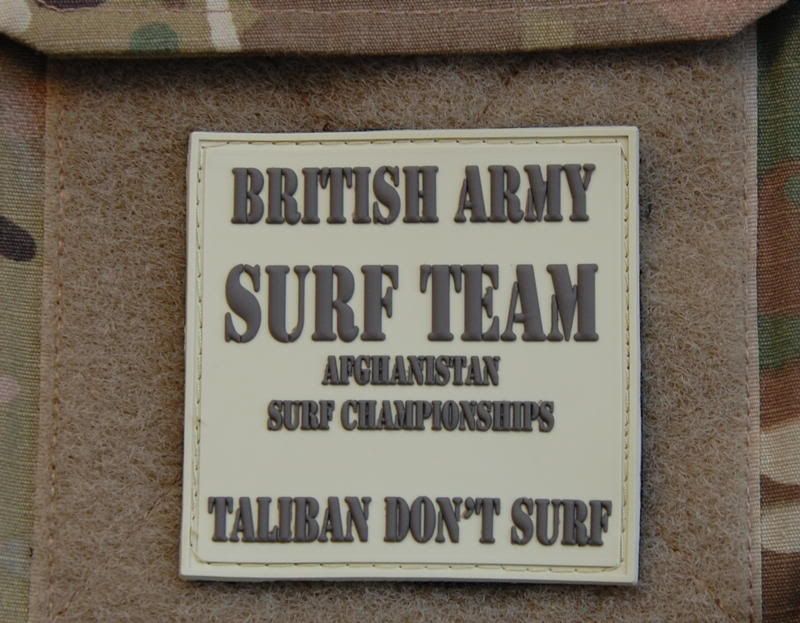 BRITISH ARMY
SURF TEAM
AFGHANISTAN
SURF CHAMPIONSHIPS
TALIBAN DON'T SURF